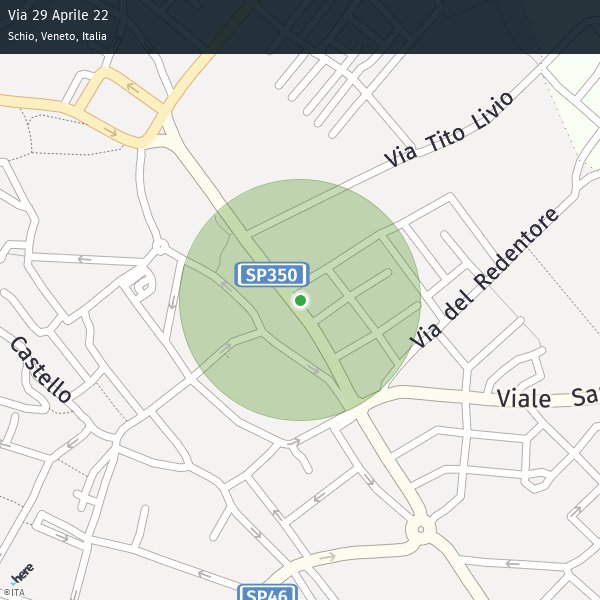 Via 29 Aprile 22
Schio, Veneto, Italia
Via Tito Livio
Via del Redentore
SP350
Castello
Viale Sa
here
©ITA
SP46